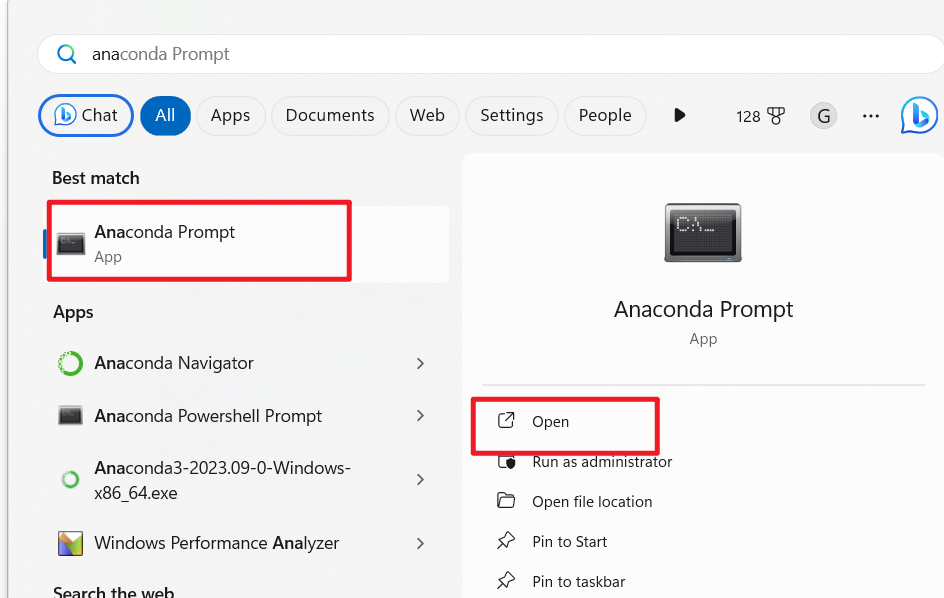 anaconda Prompt
Chat All Apps Documents Web Settings People 128 G ...
Best match
Anaconda Prompt
App
Apps
Anaconda Navigator
Anaconda Powershell Prompt
Anaconda3-2023.09-0-Windows-
x86_64.exe
Windows Performance Analyzer
Search the web
C:\_
Anaconda Prompt
App
Open
Run as administrator
Open file location
Pin to Start
Pin to taskbar